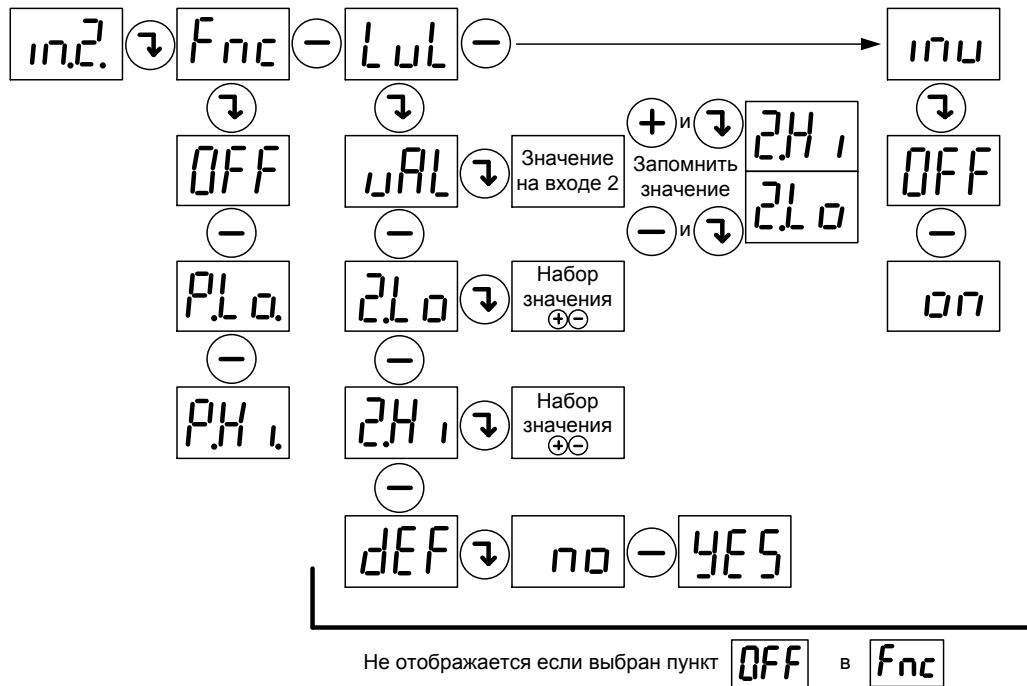 in.2. Fnc − LuL − inu
OFF uAL Значение на входе 2 + и Запомнить значение − и 2.Hi 2.Lo OFF
− − −
P.Lo. 2.Lo Набор значения + − on
− −
P.Hi. 2.Hi Набор значения + −
−
dEF no − YES
Не отображается если выбран пункт OFF в Fnc